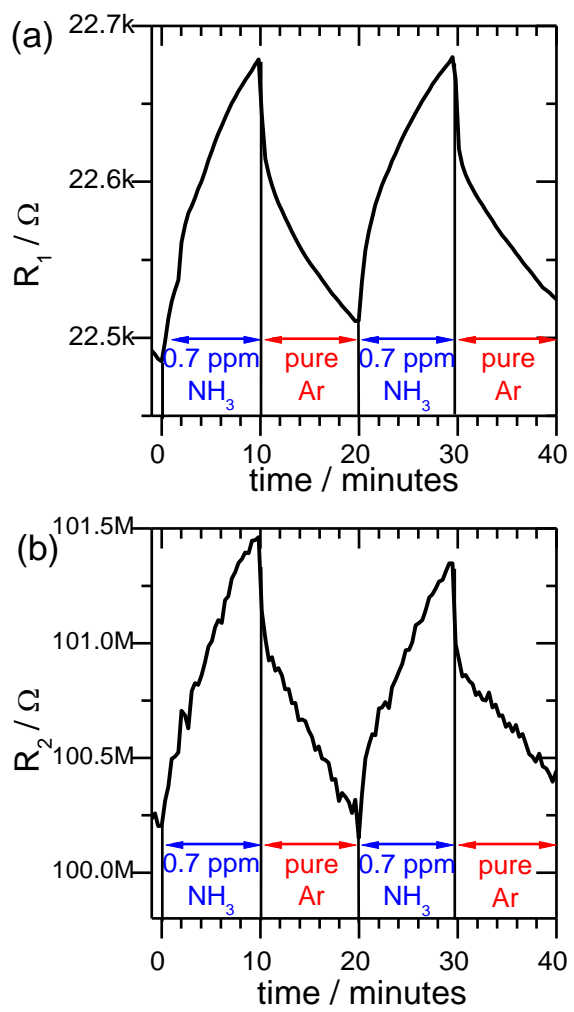 (a)
22.7k
22.6k
22.5k
R₁ / Ω
0.7 ppm NH₃
pure Ar
0.7 ppm NH₃
pure Ar
0 10 20 30 40
time / minutes
(b)
101.5M
101.0M
100.5M
100.0M
R₂ / Ω
0.7 ppm NH₃
pure Ar
0.7 ppm NH₃
pure Ar
0 10 20 30 40
time / minutes